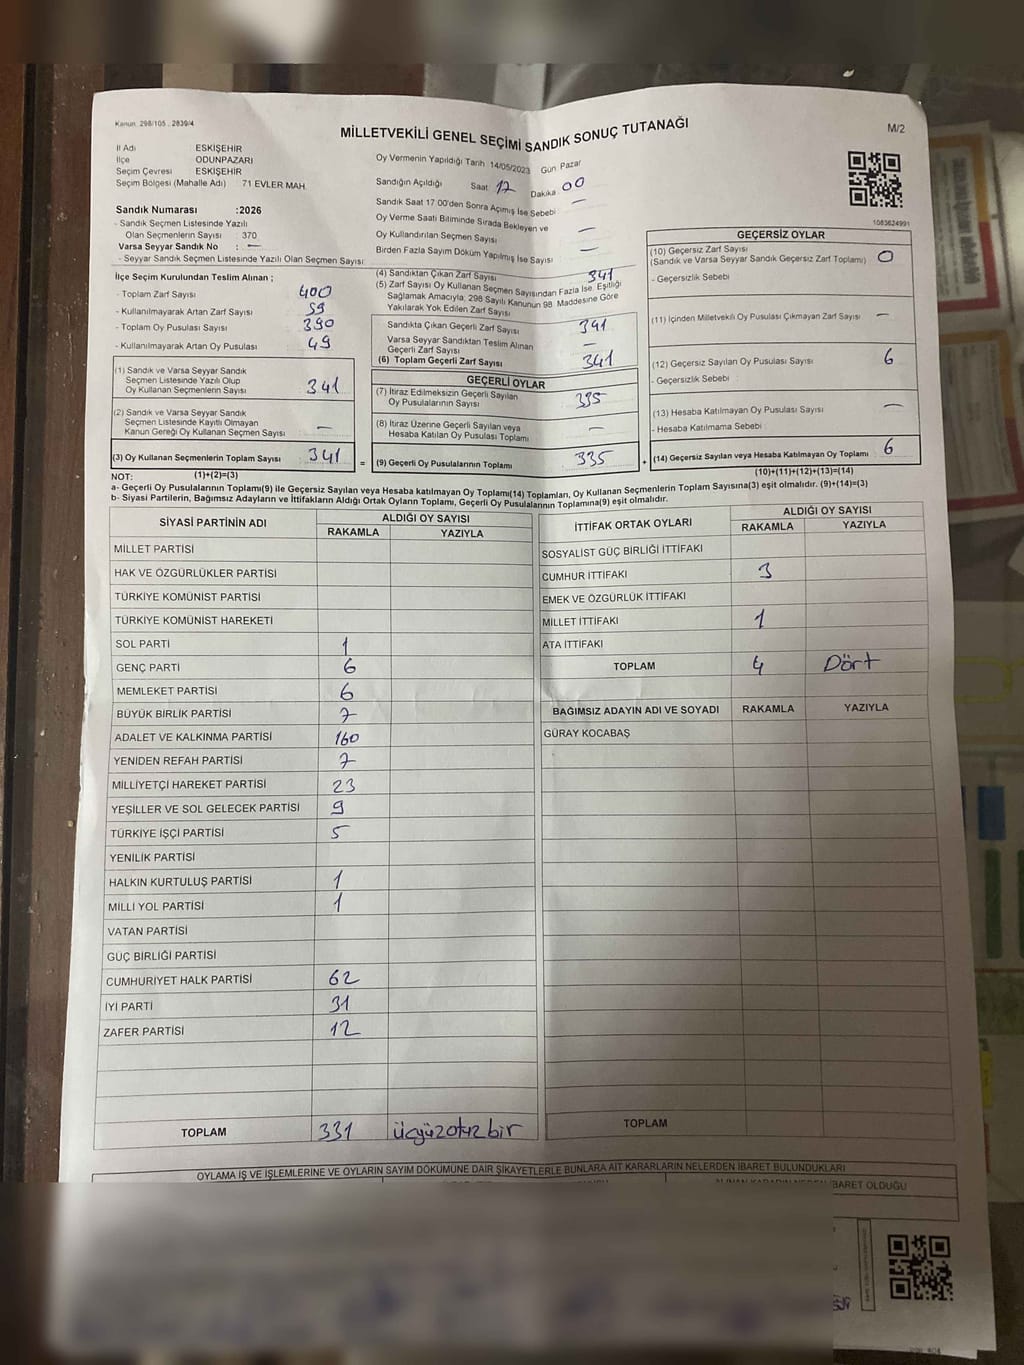 Kanun: 298/105 , 2839/4
MİLLETVEKİLİ GENEL SEÇİMİ SANDIK SONUÇ TUTANAĞI
M/2
İl Adı ESKİŞEHİR
İlçe ODUNPAZARI
Seçim Çevresi ESKİŞEHİR
Seçim Bölgesi (Mahalle Adı) 71 EVLER MAH.
Sandık Numarası :2026
- Sandık Seçmen Listesinde Yazılı
Olan Seçmenlerin Sayısı 370
Varsa Seyyar Sandık No : —
- Seyyar Sandık Seçmen Listesinde Yazılı Olan Seçmen Sayısı:
Oy Vermenin Yapıldığı Tarih 14/05/2023 Gün Pazar
Sandığın Açıldığı Saat 17 Dakika 00
Sandık Saat 17.00'den Sonra Açılmış İse Sebebi —
Oy Verme Saati Bitiminde Sırada Bekleyen ve
Oy Kullandırılan Seçmen Sayısı —
Birden Fazla Sayım Döküm Yapılmış İse Sayısı —
1083624991
İlçe Seçim Kurulundan Teslim Alınan ;
- Toplam Zarf Sayısı 400
- Kullanılmayarak Artan Zarf Sayısı 59
- Toplam Oy Pusulası Sayısı 390
- Kullanılmayarak Artan Oy Pusulası 49
(1) Sandık ve Varsa Seyyar Sandık
Seçmen Listesinde Yazılı Olup
Oy Kullanan Seçmenlerin Sayısı 341
(2) Sandık ve Varsa Seyyar Sandık
Seçmen Listesinde Kayıtlı Olmayan
Kanun Gereği Oy Kullanan Seçmen Sayısı —
(3) Oy Kullanan Seçmenlerin Toplam Sayısı 341 =
(1)+(2)=(3)
(4) Sandıktan Çıkan Zarf Sayısı 341
(5) Zarf Sayısı Oy Kullanan Seçmen Sayısından Fazla İse, Eşitliği
Sağlamak Amacıyla; 298 Sayılı Kanunun 98. Maddesine Göre
Yakılarak Yok Edilen Zarf Sayısı
Sandıkta Çıkan Geçerli Zarf Sayısı 341
Varsa Seyyar Sandıktan Teslim Alınan
Geçerli Zarf Sayısı —
(6) Toplam Geçerli Zarf Sayısı 341
GEÇERLİ OYLAR
(7) İtiraz Edilmeksizin Geçerli Sayılan
Oy Pusulalarının Sayısı 335
(8) İtiraz Üzerine Geçerli Sayılan veya
Hesaba Katılan Oy Pusulası Toplamı —
(9) Geçerli Oy Pusulalarının Toplamı 335 +
GEÇERSİZ OYLAR
(10) Geçersiz Zarf Sayısı
(Sandık ve Varsa Seyyar Sandık Geçersiz Zarf Toplamı) 0
- Geçersizlik Sebebi :
(11) İçinden Milletvekili Oy Pusulası Çıkmayan Zarf Sayısı —
(12) Geçersiz Sayılan Oy Pusulası Sayısı 6
- Geçersizlik Sebebi :
(13) Hesaba Katılmayan Oy Pusulası Sayısı —
- Hesaba Katılmama Sebebi :
(14) Geçersiz Sayılan veya Hesaba Katılmayan Oy Toplamı 6
(10)+(11)+(12)+(13)=(14)
NOT:
a- Geçerli Oy Pusulalarının Toplamı(9) ile Geçersiz Sayılan veya Hesaba katılmayan Oy Toplamı(14) Toplamları, Oy Kullanan Seçmenlerin Toplam Sayısına(3) eşit olmalıdır. (9)+(14)=(3)
b- Siyasi Partilerin, Bağımsız Adayların ve İttifakların Aldığı Ortak Oyların Toplamı, Geçerli Oy Pusulalarının Toplamına(9) eşit olmalıdır.
SİYASİ PARTİNİN ADI ALDIĞI OY SAYISI
RAKAMLA YAZIYLA
MİLLET PARTİSİ
HAK VE ÖZGÜRLÜKLER PARTİSİ
TÜRKİYE KOMÜNİST PARTİSİ
TÜRKİYE KOMÜNİST HAREKETİ
SOL PARTİ 1
GENÇ PARTİ 6
MEMLEKET PARTİSİ 6
BÜYÜK BİRLİK PARTİSİ 7
ADALET VE KALKINMA PARTİSİ 160
YENİDEN REFAH PARTİSİ 7
MİLLİYETÇİ HAREKET PARTİSİ 23
YEŞİLLER VE SOL GELECEK PARTİSİ 9
TÜRKİYE İŞÇİ PARTİSİ 5
YENİLİK PARTİSİ
HALKIN KURTULUŞ PARTİSİ 1
MİLLİ YOL PARTİSİ 1
VATAN PARTİSİ
GÜÇ BİRLİĞİ PARTİSİ
CUMHURİYET HALK PARTİSİ 62
İYİ PARTİ 31
ZAFER PARTİSİ 12
TOPLAM 331 üçyüzotuzbir
İTTİFAK ORTAK OYLARI ALDIĞI OY SAYISI
RAKAMLA YAZIYLA
SOSYALİST GÜÇ BİRLİĞİ İTTİFAKI
CUMHUR İTTİFAKI 3
EMEK VE ÖZGÜRLÜK İTTİFAKI
MİLLET İTTİFAKI 1
ATA İTTİFAKI
TOPLAM 4 Dört
BAĞIMSIZ ADAYIN ADI VE SOYADI RAKAMLA YAZIYLA
GÜRAY KOCABAŞ
TOPLAM
OYLAMA İŞ VE İŞLEMLERİNE VE OYLARIN SAYIM DÖKÜMÜNE DAİR ŞİKAYETLERLE BUNLARA AİT KARARLARIN NELERDEN İBARET BULUNDUKLARI
İBARET OLDUĞU